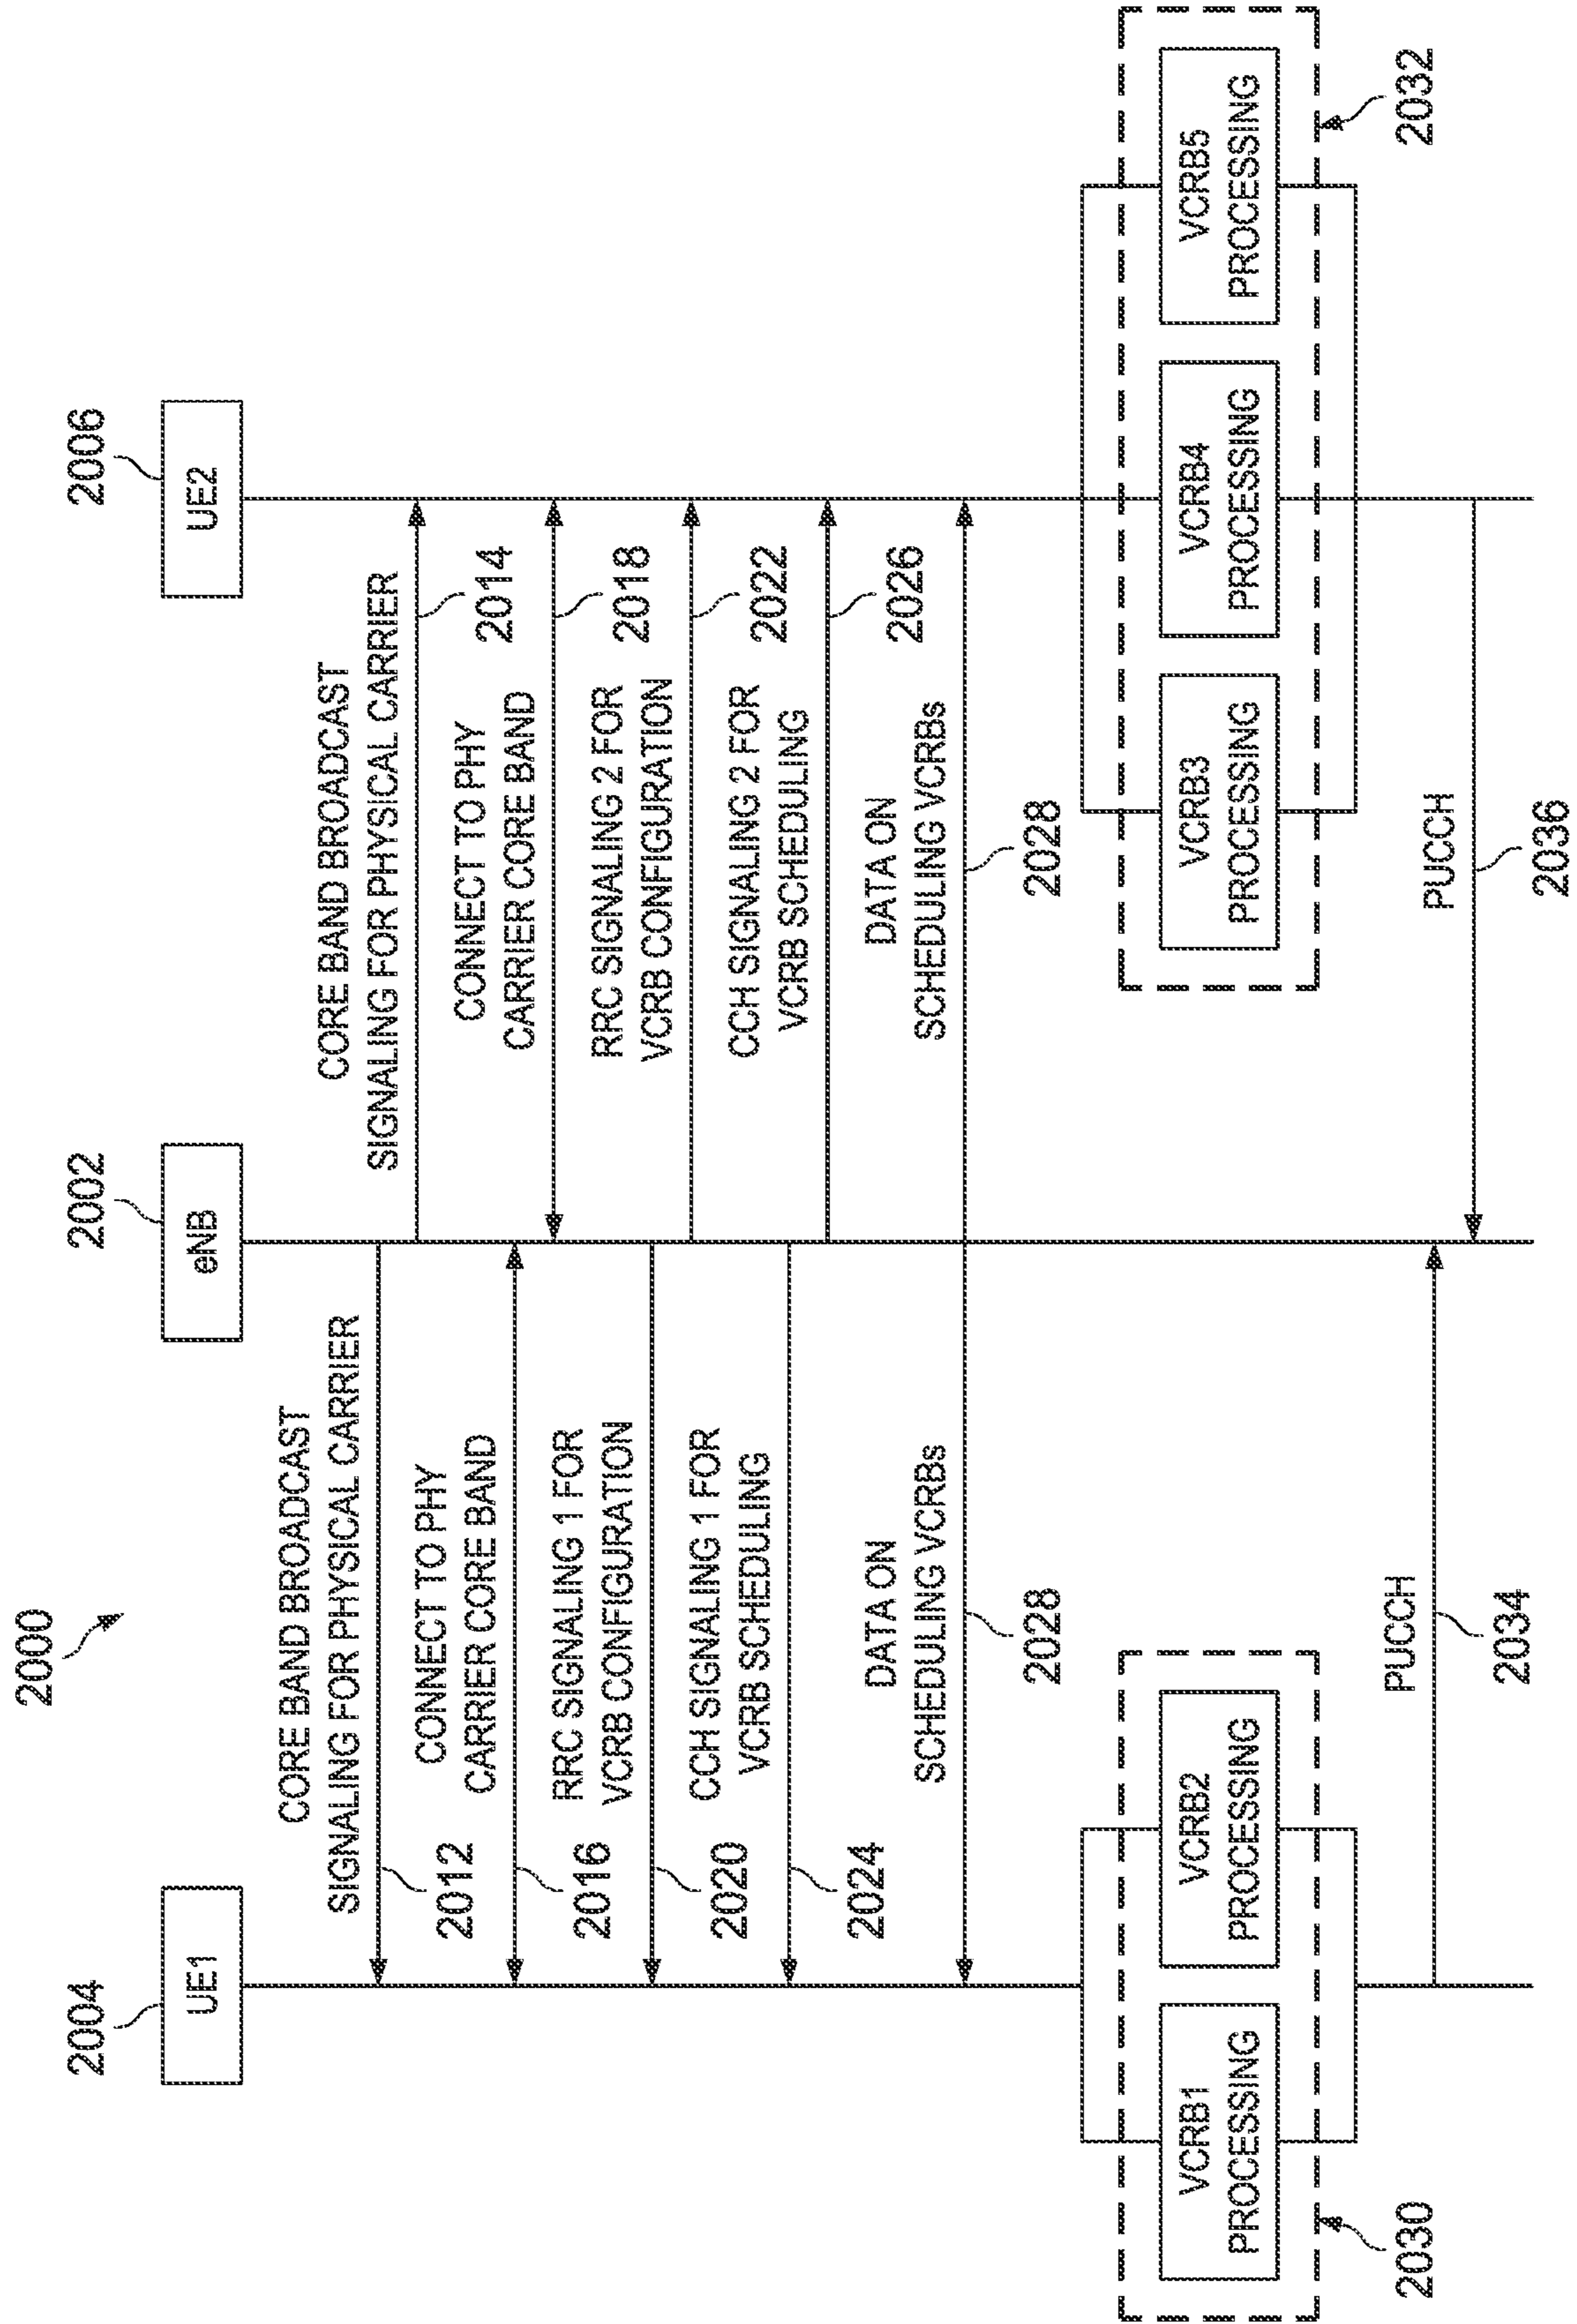 2000
2004
2002
2006
UE1
eNB
UE2
CORE BAND BROADCAST
SIGNALING FOR PHYSICAL CARRIER
2012
CORE BAND BROADCAST
SIGNALING FOR PHYSICAL CARRIER
2014
CONNECT TO PHY
CARRIER CORE BAND
2016
CONNECT TO PHY
CARRIER CORE BAND
2018
RRC SIGNALING 1 FOR
VCRB CONFIGURATION
2020
RRC SIGNALING 2 FOR
VCRB CONFIGURATION
2022
CCH SIGNALING 1 FOR
VCRB SCHEDULING
2024
CCH SIGNALING 2 FOR
VCRB SCHEDULING
2026
DATA ON
SCHEDULING VCRBs
2028
DATA ON
SCHEDULING VCRBs
2028
VCRB1
PROCESSING
VCRB2
PROCESSING
2030
VCRB3
PROCESSING
VCRB4
PROCESSING
VCRB5
PROCESSING
2032
PUCCH
2034
PUCCH
2036